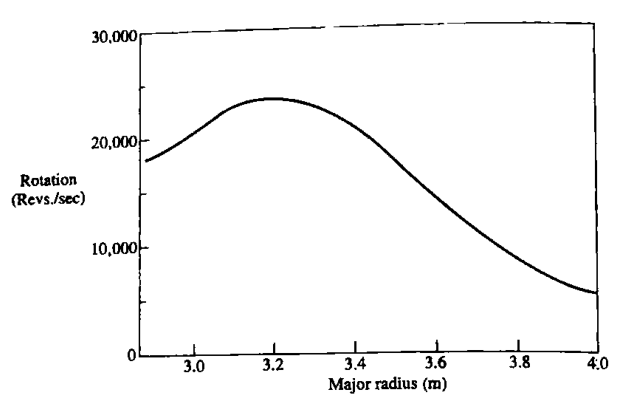 30,000
20,000
Rotation
(Revs./sec)
10,000
0
3.0 3.2 3.4 3.6 3.8 4.0
Major radius (m)